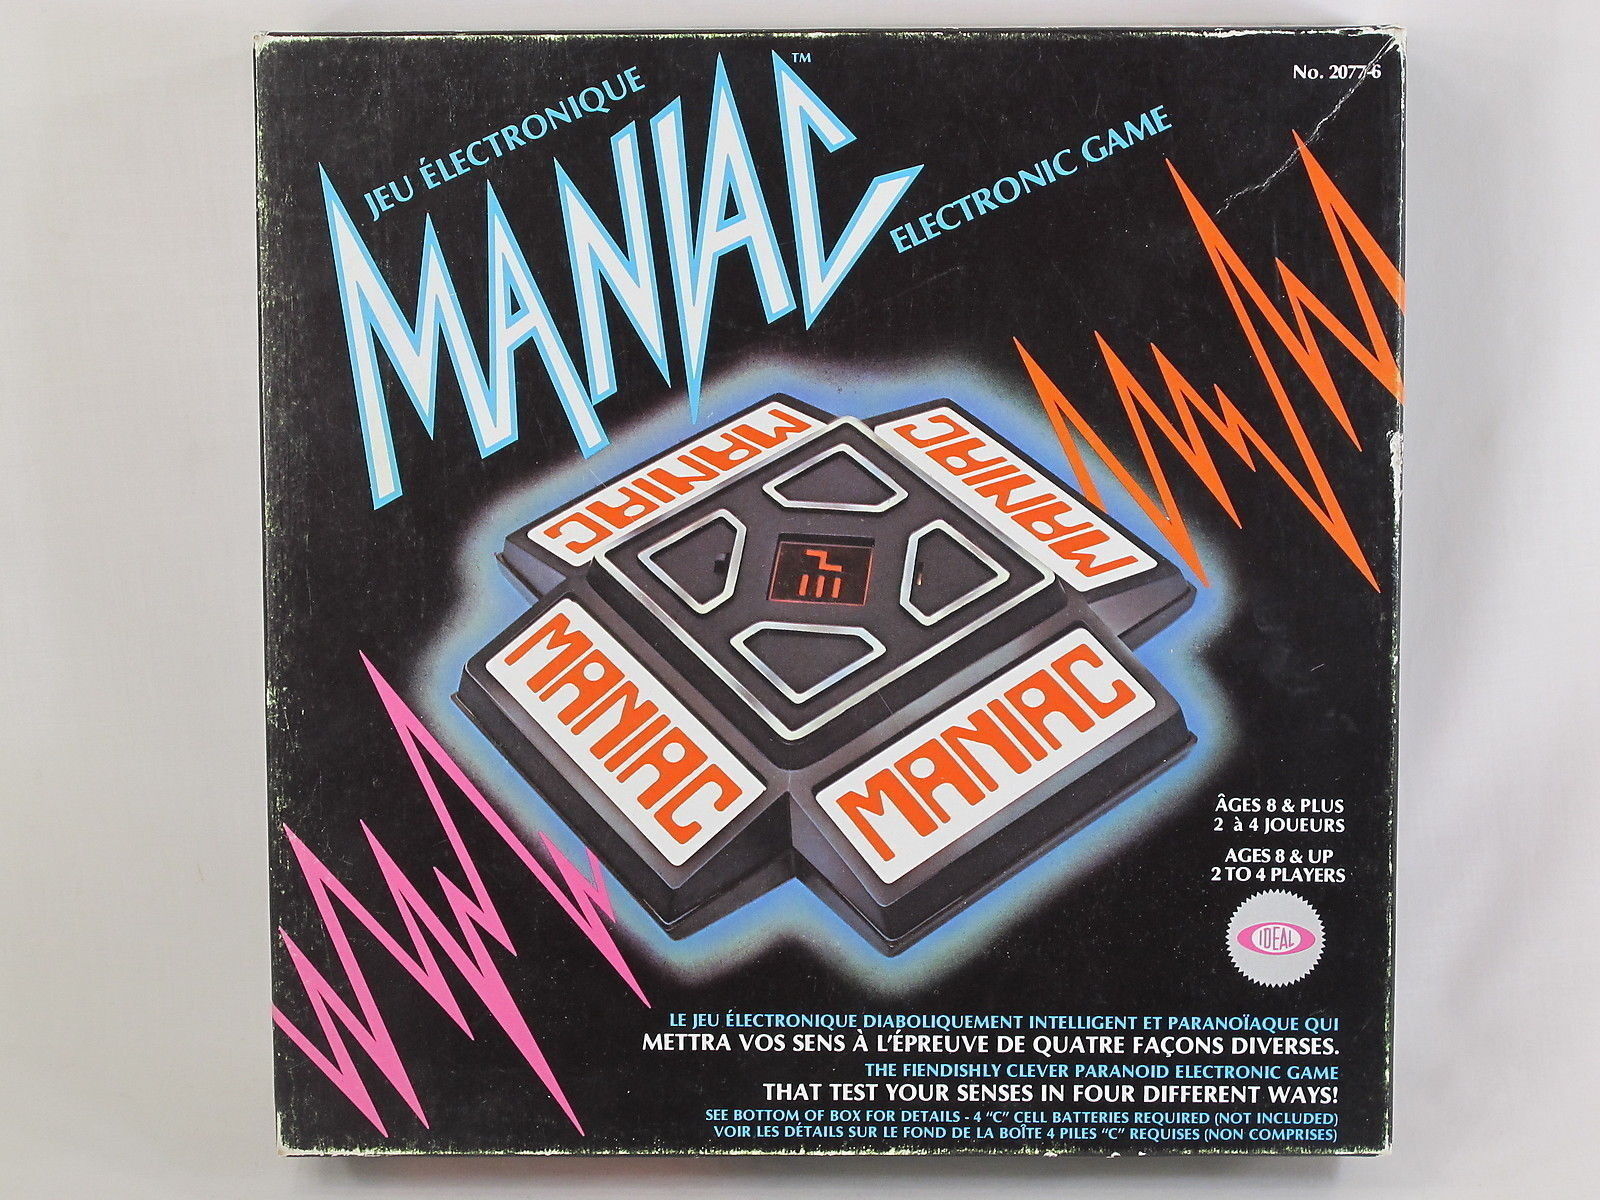 No. 2077-6
JEU ÉLECTRONIQUE
MANIAC™
ELECTRONIC GAME
MANIAC
MANIAC
MANIAC
MANIAC
ÂGES 8 & PLUS
2 à 4 JOUEURS
AGES 8 & UP
2 TO 4 PLAYERS
IDEAL
LE JEU ÉLECTRONIQUE DIABOLIQUEMENT INTELLIGENT ET PARANOÏAQUE QUI
METTRA VOS SENS À L'ÉPREUVE DE QUATRE FAÇONS DIVERSES.
THE FIENDISHLY CLEVER PARANOID ELECTRONIC GAME
THAT TEST YOUR SENSES IN FOUR DIFFERENT WAYS!
SEE BOTTOM OF BOX FOR DETAILS - 4 "C" CELL BATTERIES REQUIRED (NOT INCLUDED)
VOIR LES DÉTAILS SUR LE FOND DE LA BOÎTE 4 PILES "C" REQUISES (NON COMPRISES)